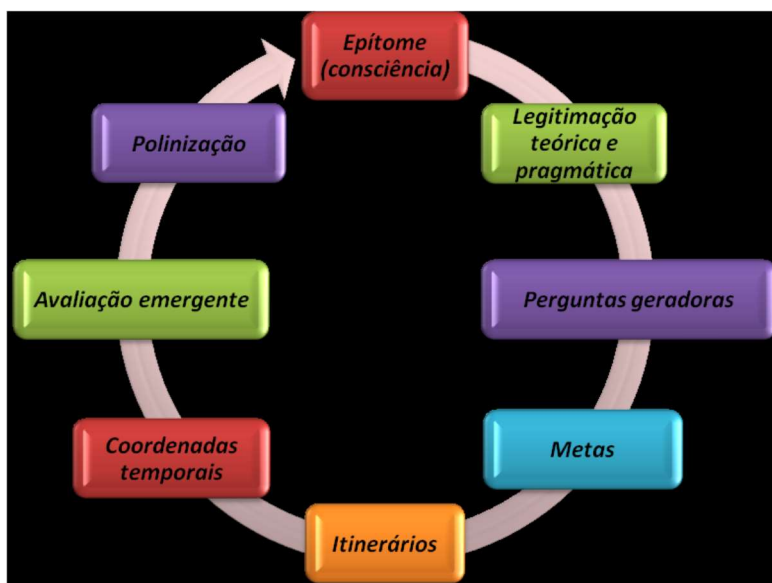 Epítome
(consciência)
Legitimação
teórica e
pragmática
Perguntas geradoras
Metas
Itinerários
Coordenadas
temporais
Avaliação emergente
Polinização